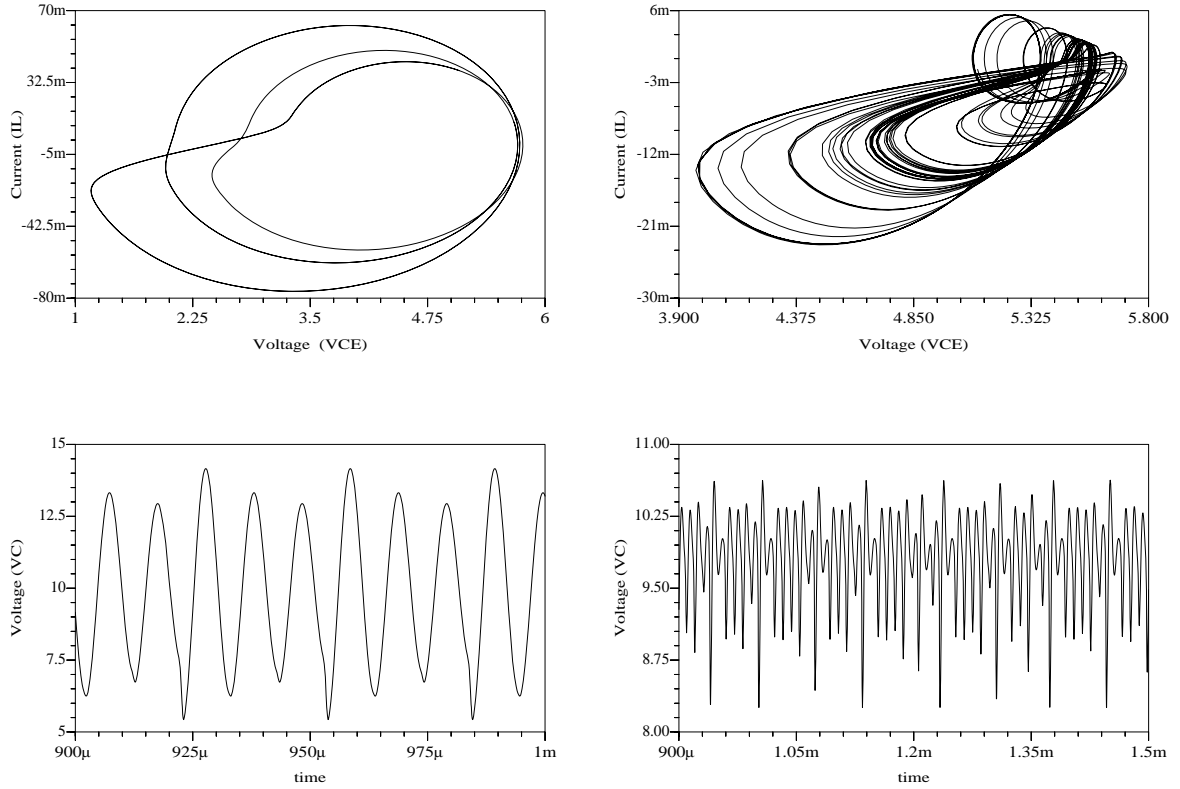 70m
32.5m
-5m
-42.5m
-80m
Current (IL)
1 2.25 3.5 4.75 6
Voltage (VCE)
6m
-3m
-12m
-21m
-30m
Current (IL)
3.900 4.375 4.850 5.325 5.800
Voltage (VCE)
15
12.5
10
7.5
5
Voltage (VC)
900µ 925µ 950µ 975µ 1m
time
11.00
10.25
9.50
8.75
8.00
Voltage (VC)
900µ 1.05m 1.2m 1.35m 1.5m
time